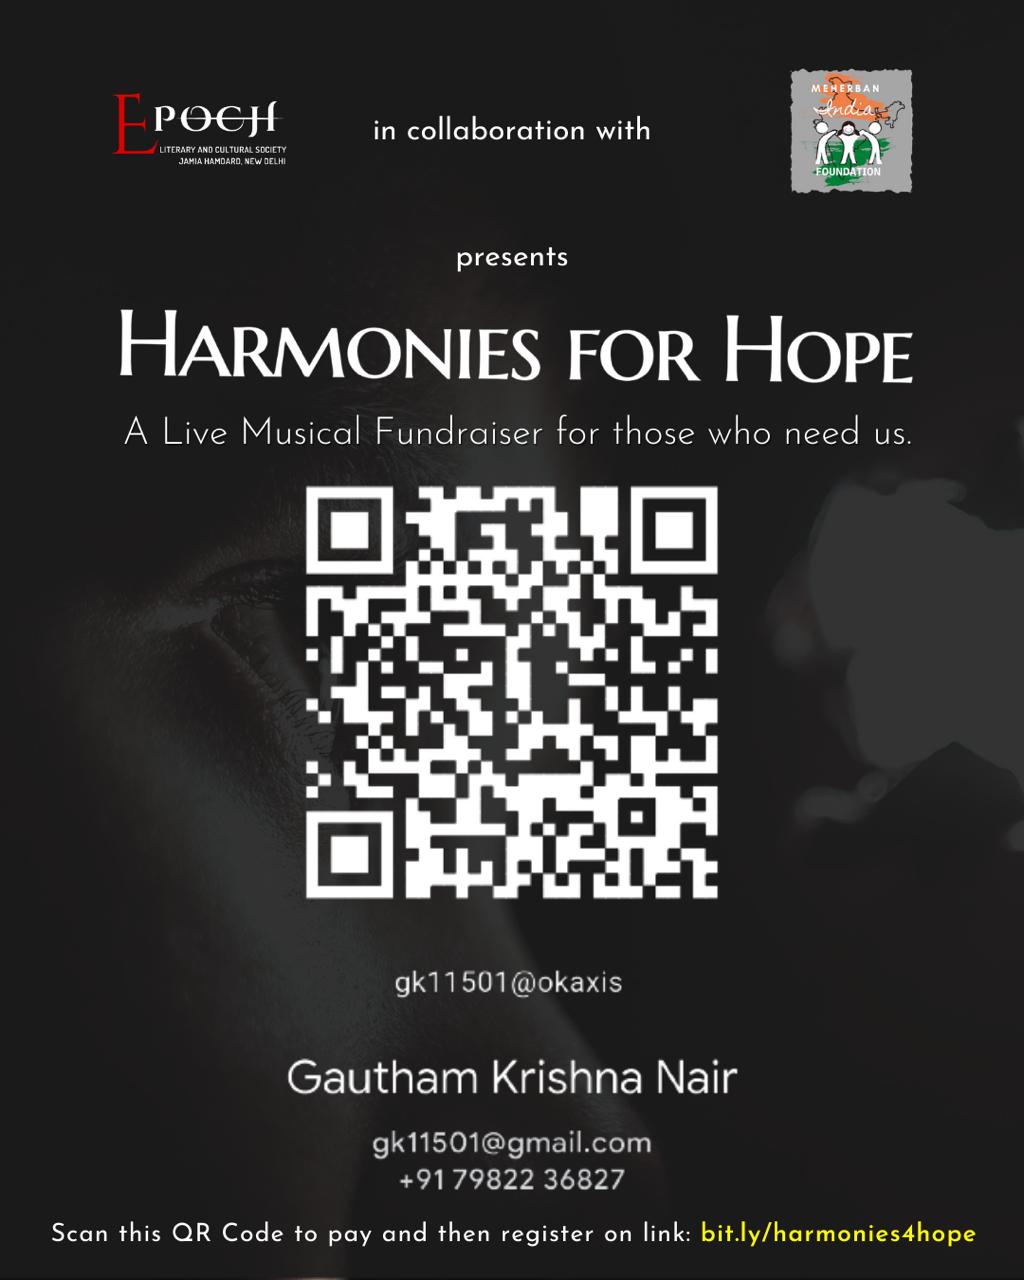 EPOCH
LITERARY AND CULTURAL SOCIETY
JAMIA HAMDARD, NEW DELHI
in collaboration with
MEHERBAN
India
FOUNDATION
presents
HARMONIES FOR HOPE
A Live Musical Fundraiser for those who need us.
gk11501@okaxis
Gautham Krishna Nair
gk11501@gmail.com
+91 79822 36827
Scan this QR Code to pay and then register on link: bit.ly/harmonies4hope